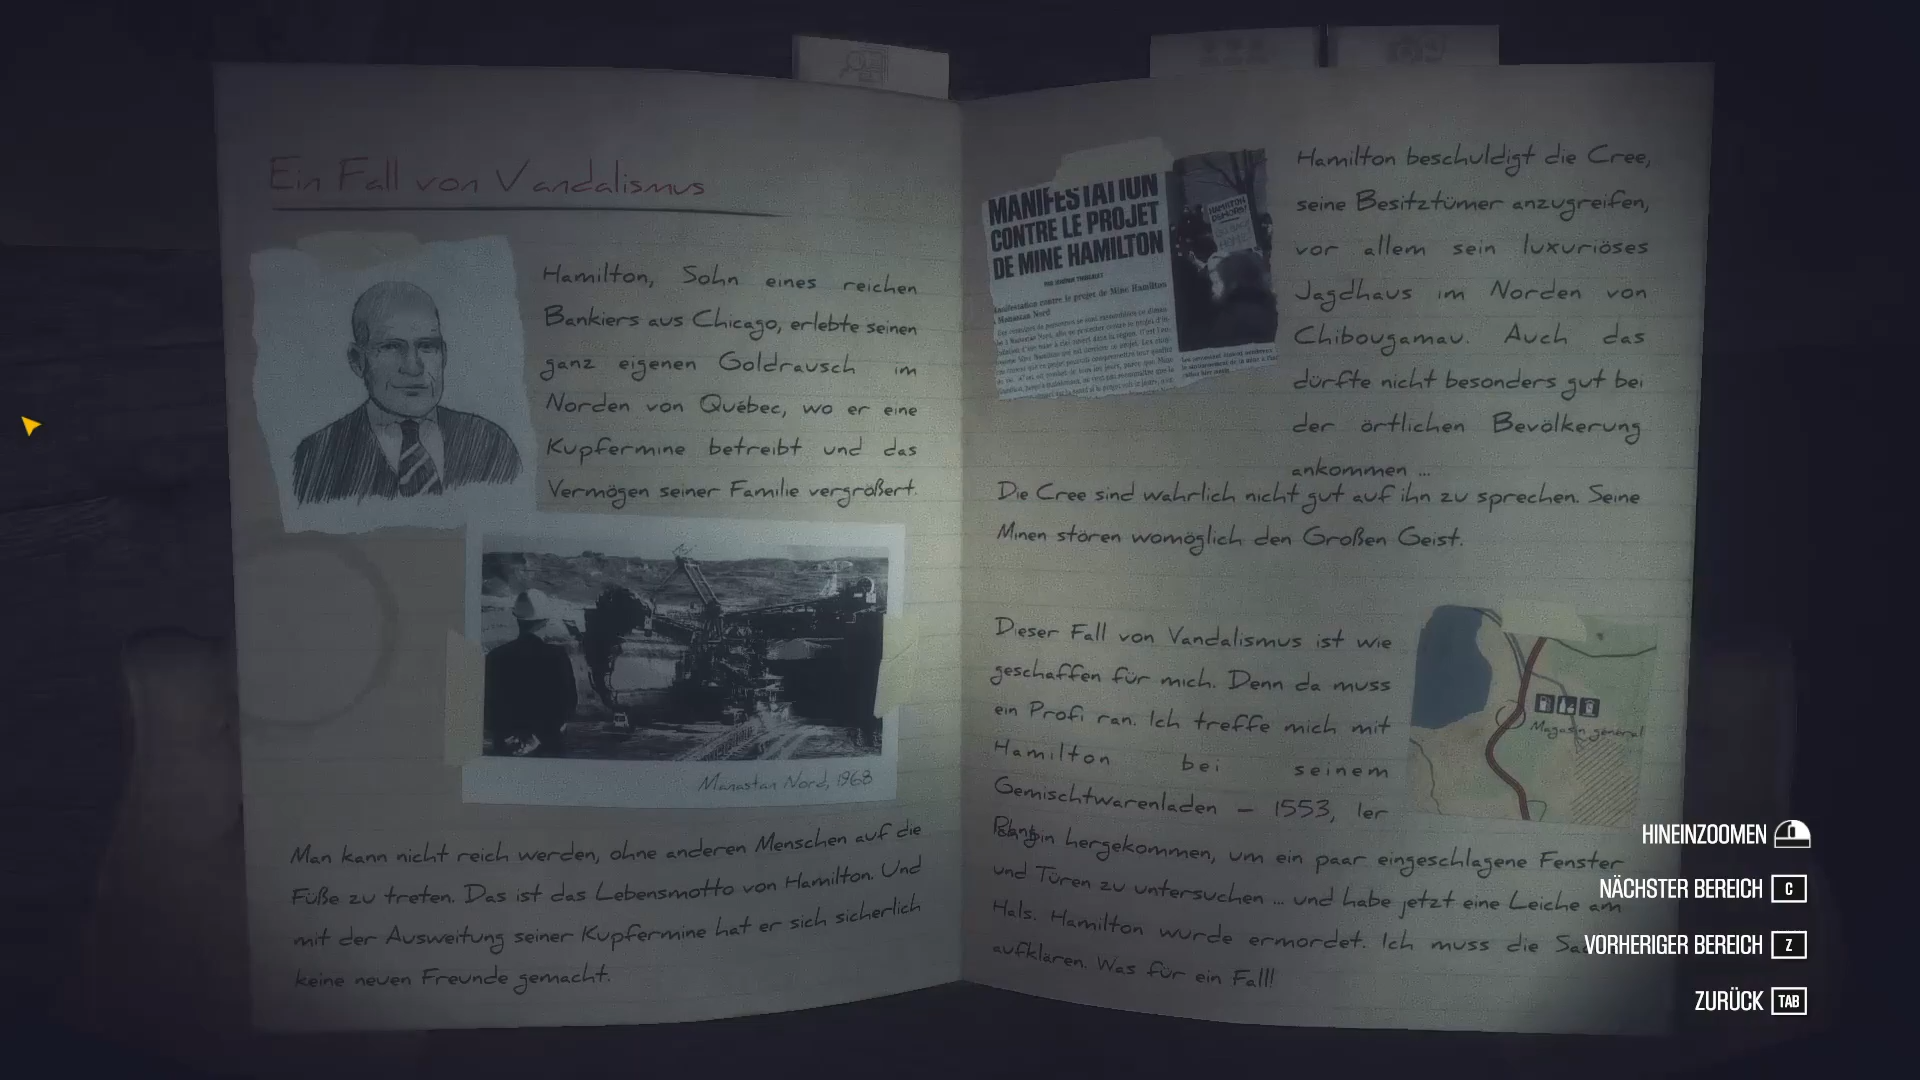 Ein Fall von Vandalismus
Hamilton, Sohn eines reichen
Bankiers aus Chicago, erlebte seinen
ganz eigenen Goldrausch im
Norden von Québec, wo er eine
Kupfermine betreibt und das
Vermögen seiner Familie vergrößert.
Manastan Nord, 1968
Man kann nicht reich werden, ohne anderen Menschen auf die
Füße zu treten. Das ist das Lebensmotto von Hamilton. Und
mit der Ausweitung seiner Kupfermine hat er sich sicherlich
keine neuen Freunde gemacht.
MANIFESTATION
CONTRE LE PROJET
DE MINE HAMILTON
Hamilton beschuldigt die Cree,
seine Besitztümer anzugreifen,
vor allem sein luxuriöses
Jagdhaus im Norden von
Chibougamau. Auch das
dürfte nicht besonders gut bei
der örtlichen Bevölkerung
ankommen ...
Die Cree sind wahrlich nicht gut auf ihn zu sprechen. Seine
Minen stören womöglich den Großen Geist.
Dieser Fall von Vandalismus ist wie
geschaffen für mich. Denn da muss
ein Profi ran. Ich treffe mich mit
Hamilton bei seinem
Gemischtwarenladen – 1553, 1er
Rang
Ich bin hergekommen, um ein paar eingeschlagene Fenster
und Türen zu untersuchen ... und habe jetzt eine Leiche am
Hals. Hamilton wurde ermordet. Ich muss die
aufklären. Was für ein Fall!
Magasin général
HINEINZOOMEN
NÄCHSTER BEREICH C
VORHERIGER BEREICH Z
ZURÜCK TAB